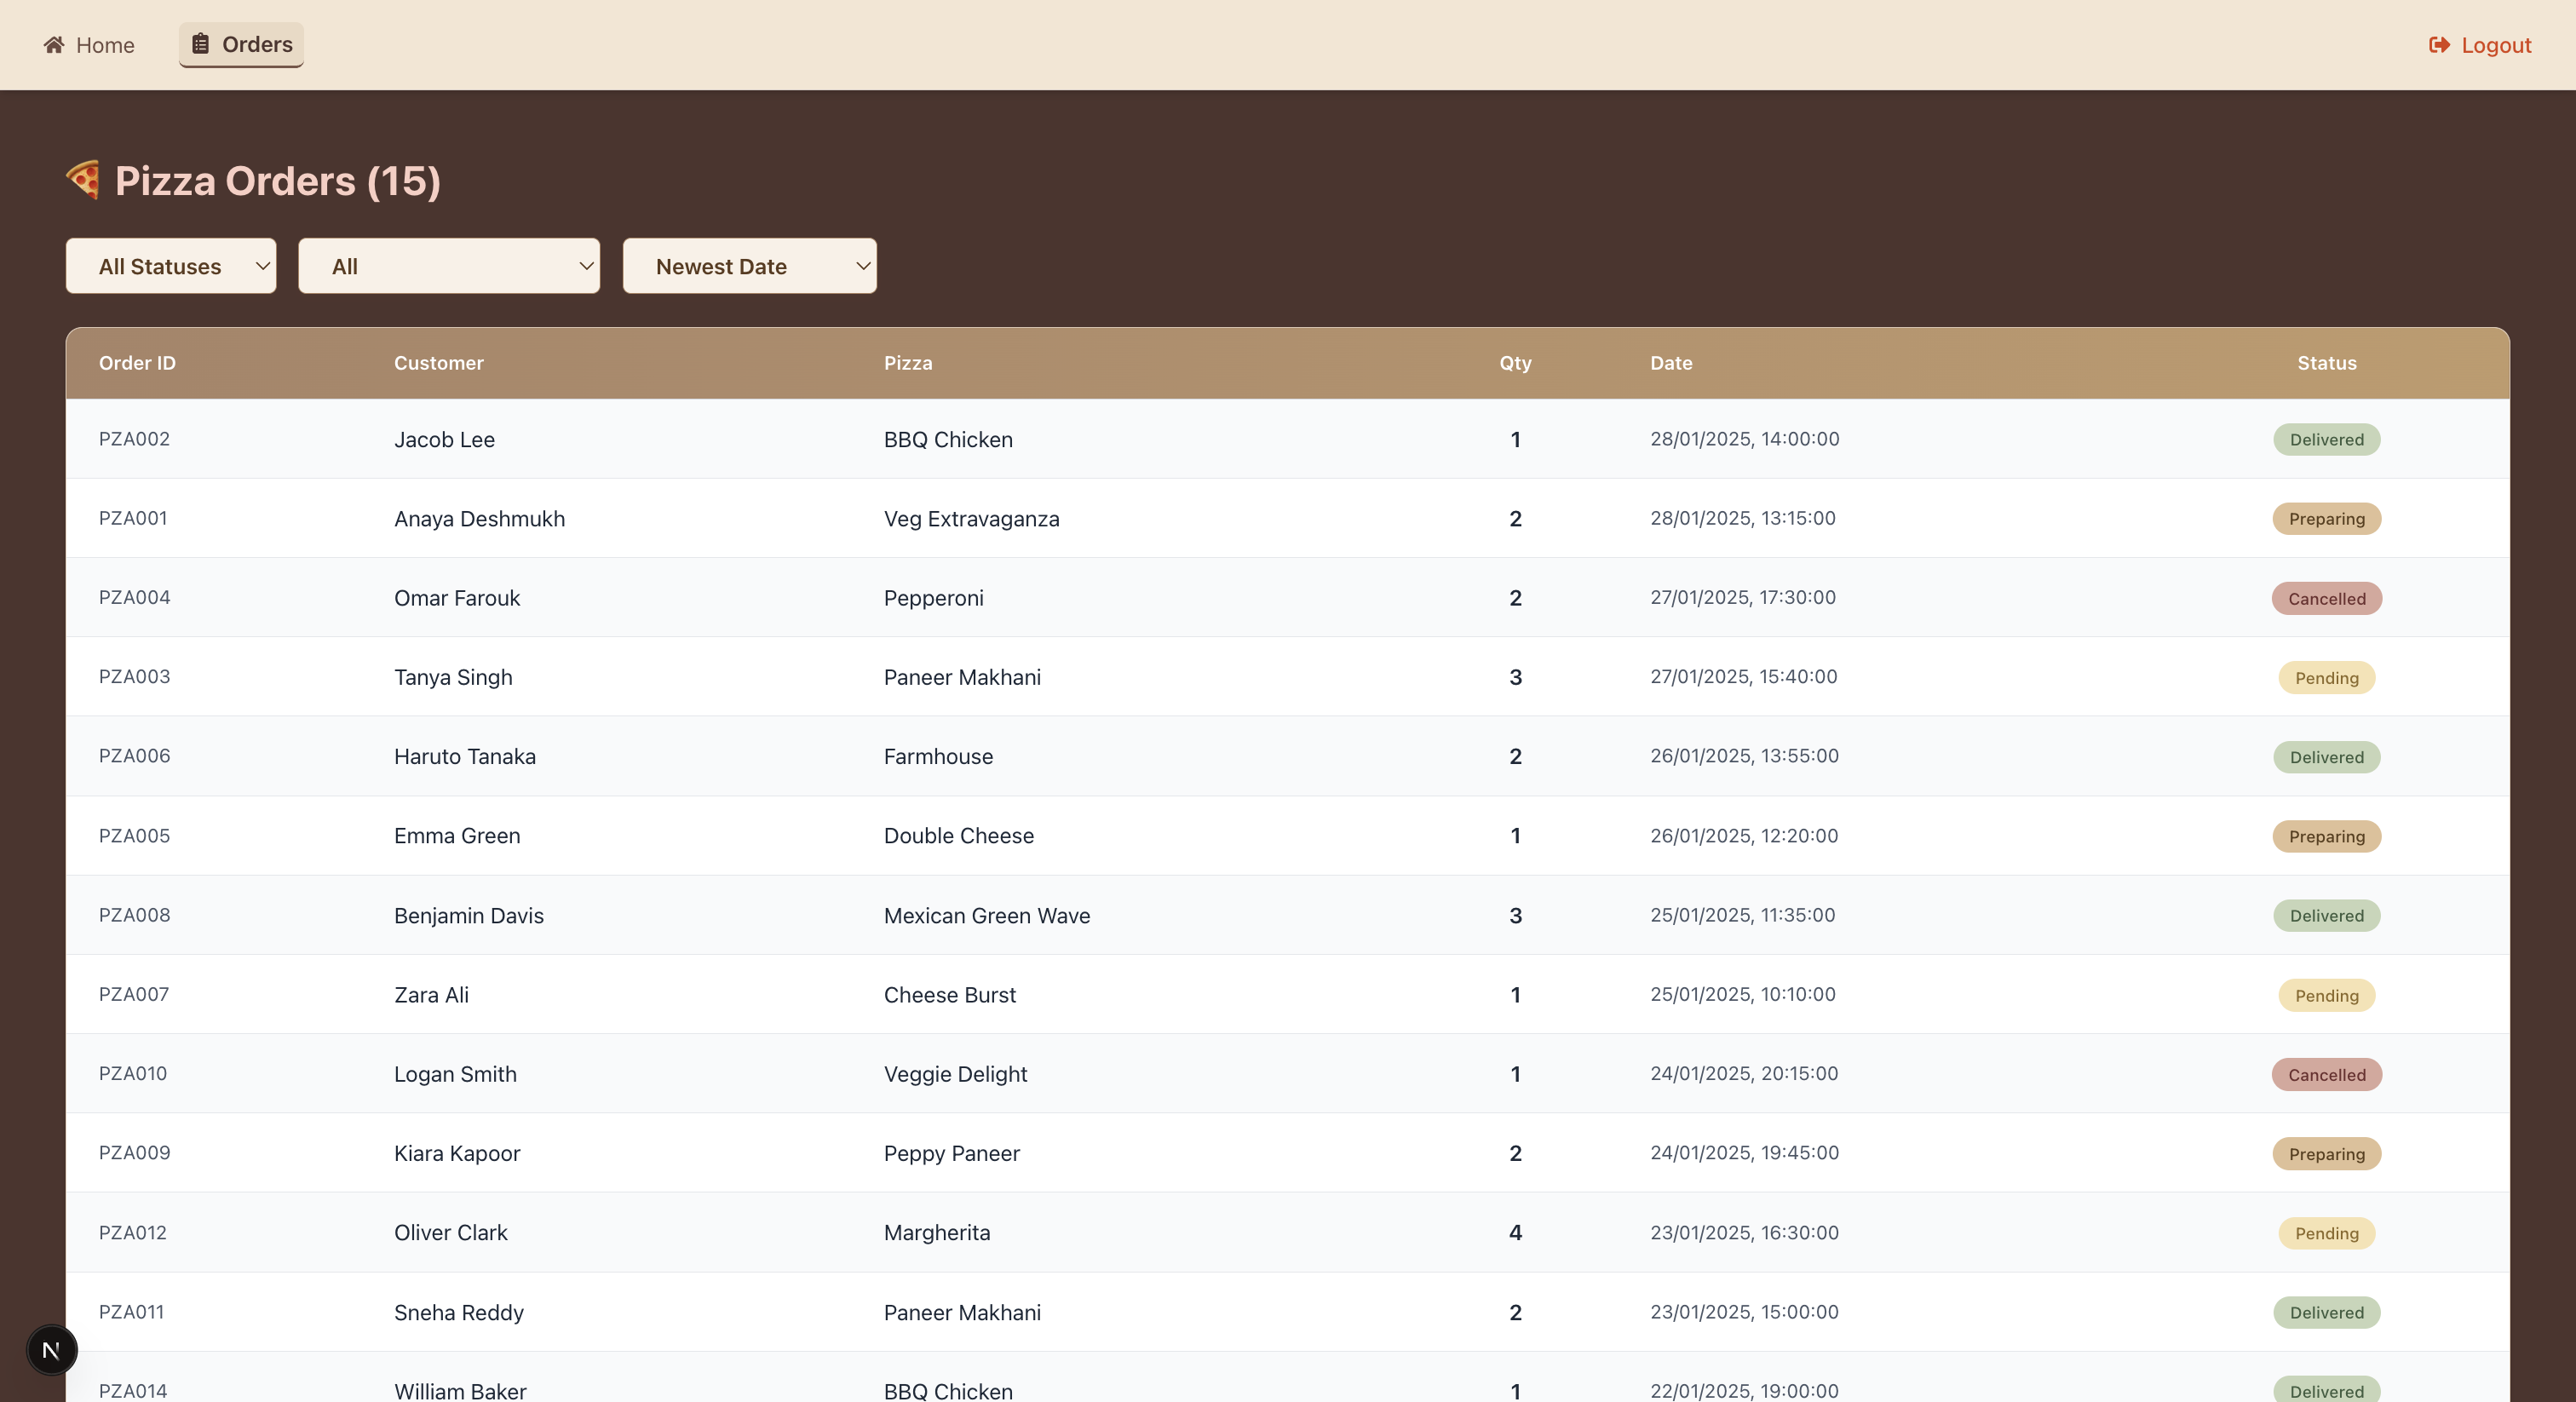 Home Orders Logout
Pizza Orders (15)
All Statuses All Newest Date
Order ID Customer Pizza Qty Date Status
PZA002 Jacob Lee BBQ Chicken 1 28/01/2025, 14:00:00 Delivered
PZA001 Anaya Deshmukh Veg Extravaganza 2 28/01/2025, 13:15:00 Preparing
PZA004 Omar Farouk Pepperoni 2 27/01/2025, 17:30:00 Cancelled
PZA003 Tanya Singh Paneer Makhani 3 27/01/2025, 15:40:00 Pending
PZA006 Haruto Tanaka Farmhouse 2 26/01/2025, 13:55:00 Delivered
PZA005 Emma Green Double Cheese 1 26/01/2025, 12:20:00 Preparing
PZA008 Benjamin Davis Mexican Green Wave 3 25/01/2025, 11:35:00 Delivered
PZA007 Zara Ali Cheese Burst 1 25/01/2025, 10:10:00 Pending
PZA010 Logan Smith Veggie Delight 1 24/01/2025, 20:15:00 Cancelled
PZA009 Kiara Kapoor Peppy Paneer 2 24/01/2025, 19:45:00 Preparing
PZA012 Oliver Clark Margherita 4 23/01/2025, 16:30:00 Pending
PZA011 Sneha Reddy Paneer Makhani 2 23/01/2025, 15:00:00 Delivered
N
PZA014 William Baker BBQ Chicken 1 22/01/2025, 19:00:00 Delivered